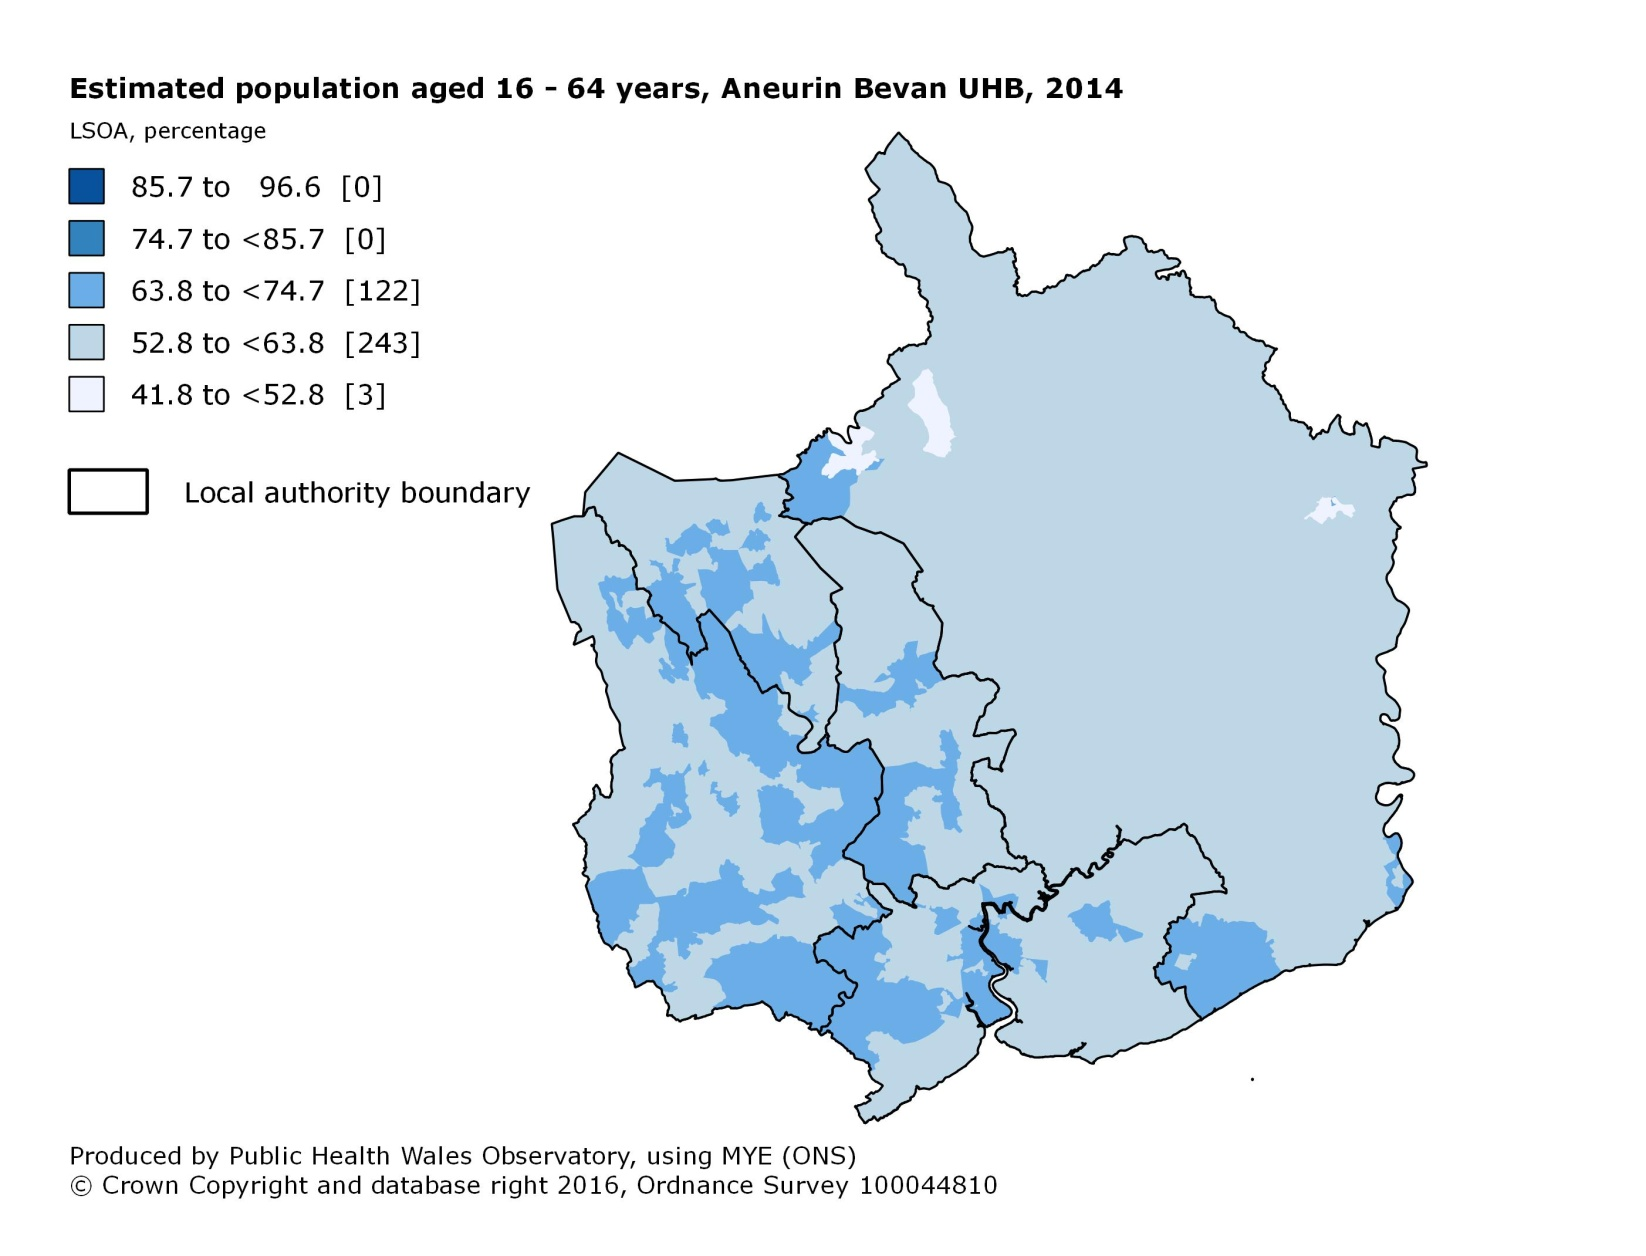 Estimated population aged 16 - 64 years, Aneurin Bevan UHB, 2014
LSOA, percentage
85.7 to 96.6 [0]
74.7 to <85.7 [0]
63.8 to <74.7 [122]
52.8 to <63.8 [243]
41.8 to <52.8 [3]
Local authority boundary
Produced by Public Health Wales Observatory, using MYE (ONS)
© Crown Copyright and database right 2016, Ordnance Survey 100044810